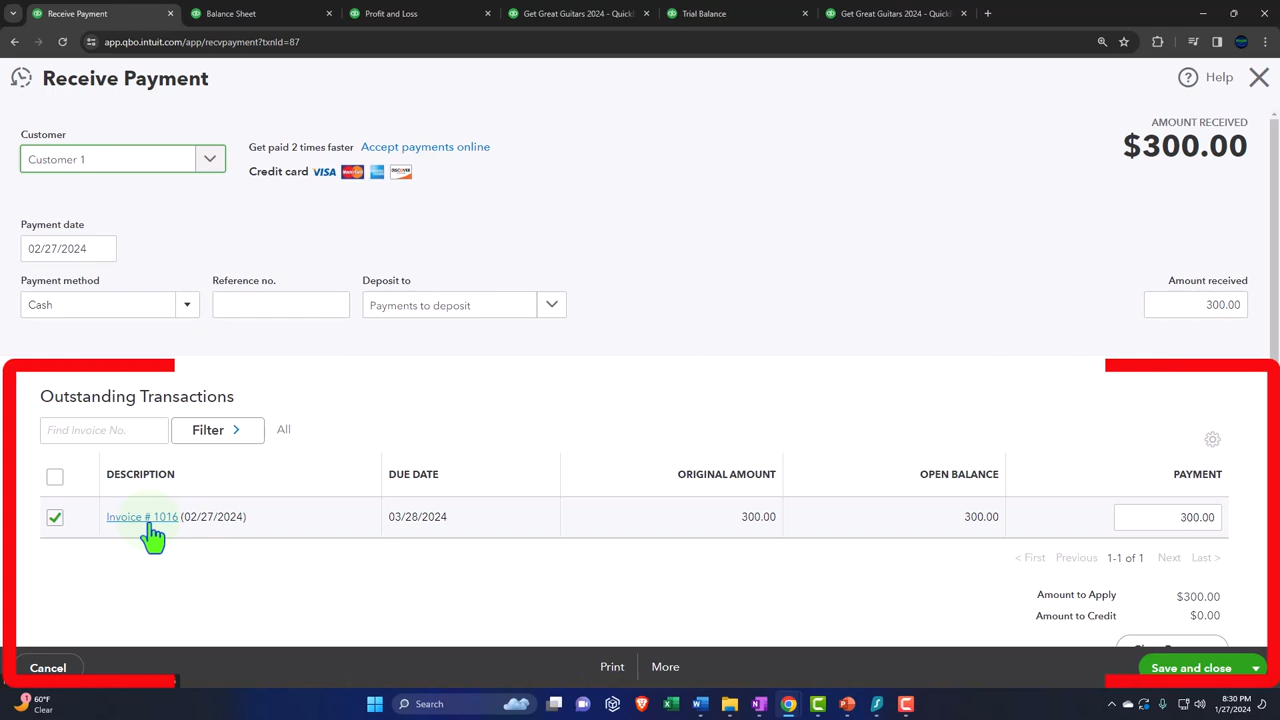 Receive Payment
Balance Sheet
Profit and Loss
Get Great Guitars 2024 - Quick
Trial Balance
Get Great Guitars 2024 - Quick
app.qbo.intuit.com/app/recvpayment?txnId=87
Receive Payment
Help
Customer
Customer 1
Get paid 2 times faster Accept payments online
Credit card VISA MasterCard DISCOVER
AMOUNT RECEIVED
$300.00
Payment date
02/27/2024
Payment method
Reference no.
Deposit to
Amount received
Cash
Payments to deposit
300.00
Outstanding Transactions
Find Invoice No.
Filter >
All
DESCRIPTION DUE DATE ORIGINAL AMOUNT OPEN BALANCE PAYMENT
Invoice # 1016 (02/27/2024) 03/28/2024 300.00 300.00 300.00
< First Previous 1-1 of 1 Next Last >
Amount to Apply $300.00
Amount to Credit $0.00
Cancel
Print
More
Save and close
60°F
Clear
Search
8:30 PM
1/27/2024